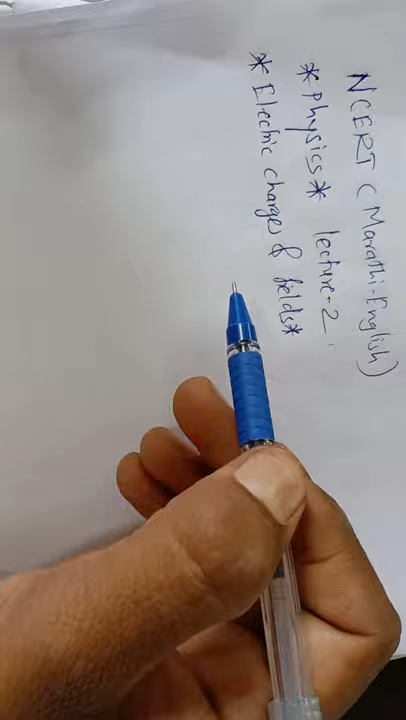 NCERT ( Marathi-English)
* Physics * lecture-2
* Electric charges & fields *